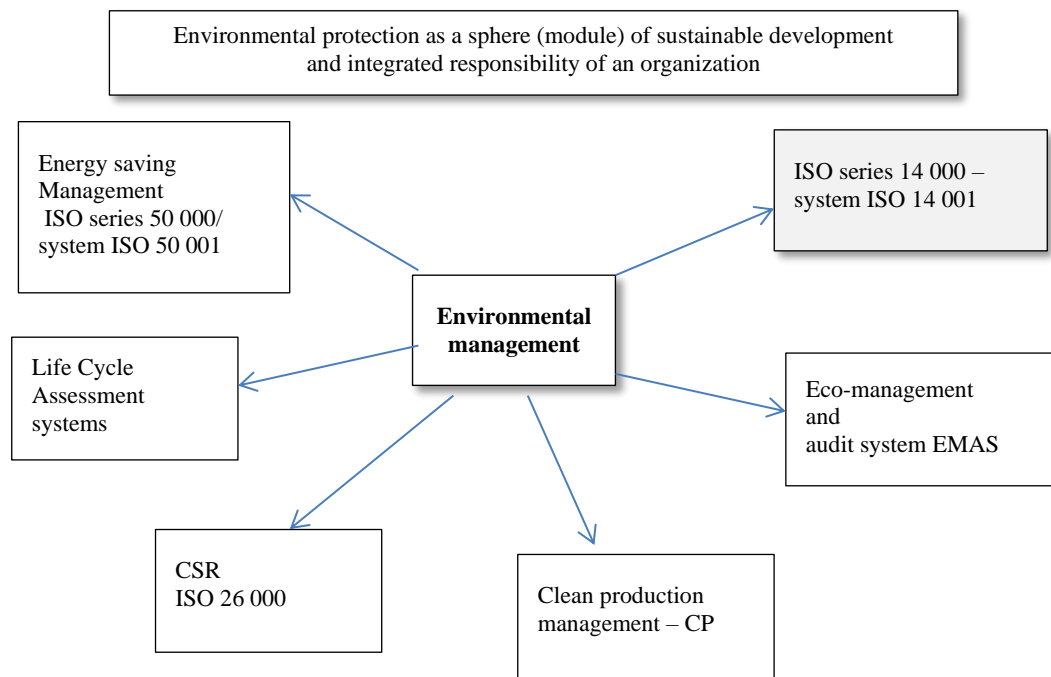 Environmental protection as a sphere (module) of sustainable development
and integrated responsibility of an organization
Energy saving
Management
ISO series 50 000/
system ISO 50 001
ISO series 14 000 –
system ISO 14 001
Environmental
management
Life Cycle
Assessment
systems
Eco-management
and
audit system EMAS
CSR
ISO 26 000
Clean production
management – CP